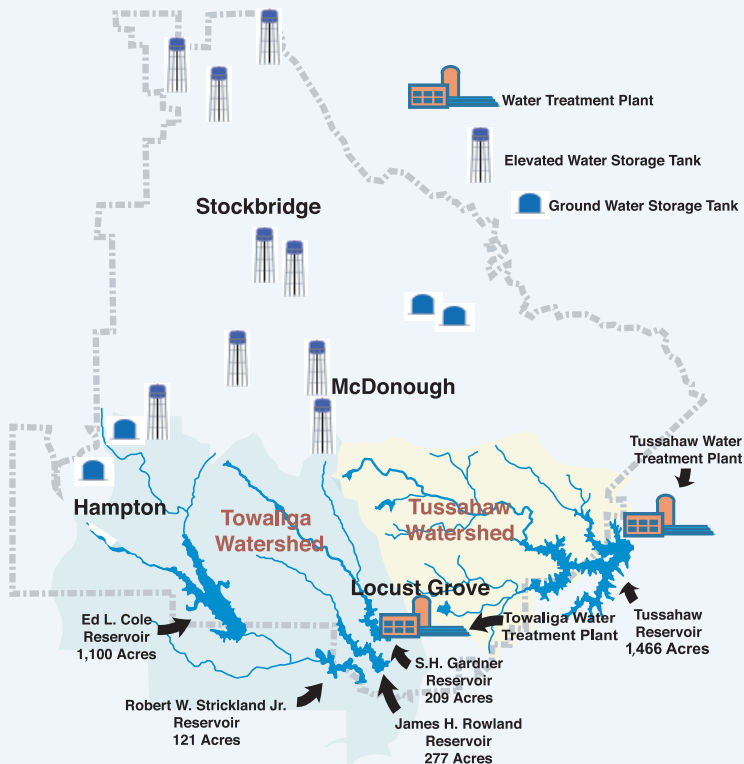 Water Treatment Plant
Elevated Water Storage Tank
Ground Water Storage Tank
Stockbridge
McDonough
Tussahaw Water
Treatment Plant
Hampton
Towaliga
Watershed
Tussahaw
Watershed
Locust Grove
Ed L. Cole
Reservoir
1,100 Acres
Towaliga Water
Treatment Plant
Tussahaw
Reservoir
1,466 Acres
S.H. Gardner
Reservoir
209 Acres
Robert W. Strickland Jr.
Reservoir
121 Acres
James H. Rowland
Reservoir
277 Acres